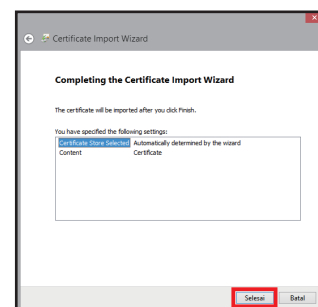 Certificate Import Wizard
Completing the Certificate Import Wizard
The certificate will be imported after you click Finish.
You have specified the following settings:
Certificate Store Selected Automatically determined by the wizard
Content Certificate
Selesai Batal